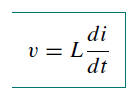 v = L di/dt